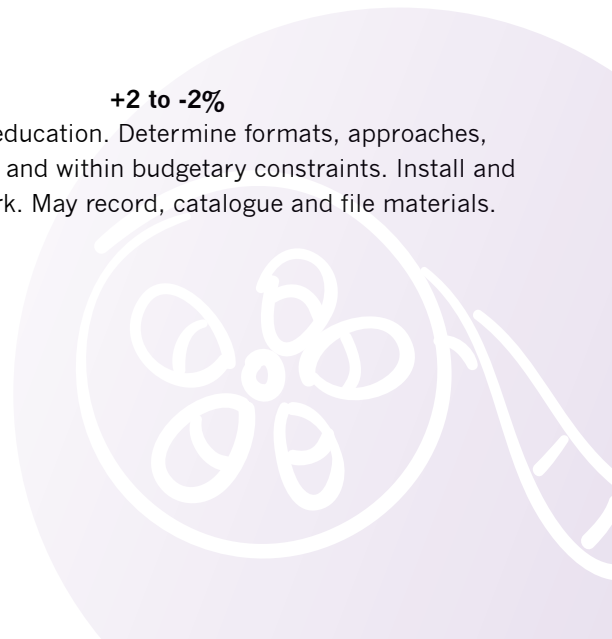 +2 to -2%
education. Determine formats, approaches,
and within budgetary constraints. Install and
rk. May record, catalogue and file materials.